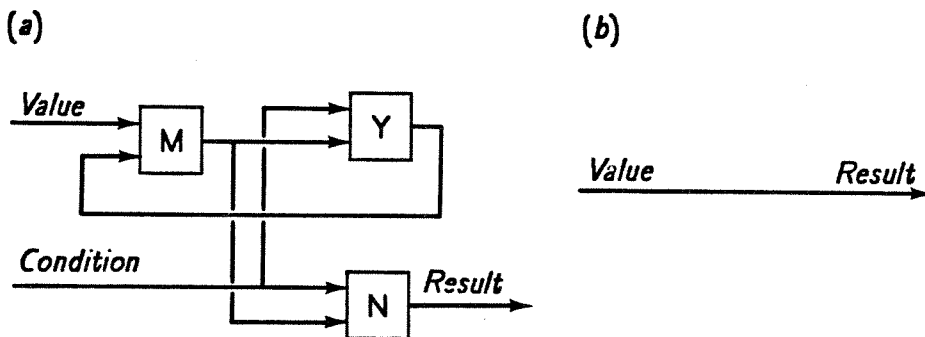 (a)
(b)
Value
M
Y
Value
Result
Condition
N
Result